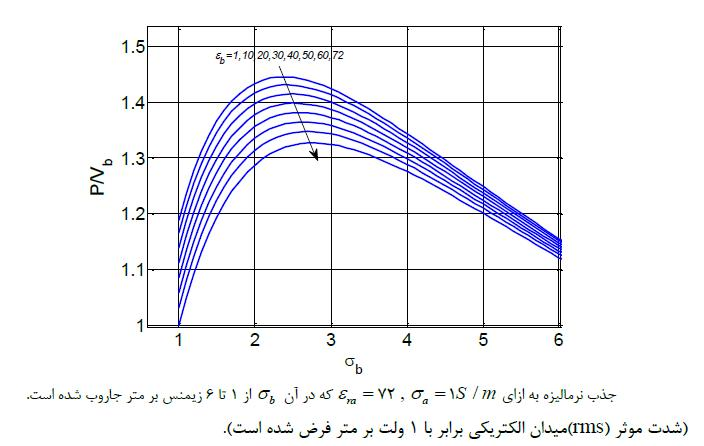 1.5
ε_b=1,10,20,30,40,50,60,72
1.4
1.3
1.2
1.1
1
P/V_b
1 2 3 4 5 6
σ_b
جذب نرمالیزه به ازای ε_ra = ۷۲ , σ_a = ۱S / m که در آن σ_b از ۱ تا ۶ زیمنس بر متر جاروب شده است.
(شدت موثر (rms)میدان الکتریکی برابر با ۱ ولت بر متر فرض شده است).